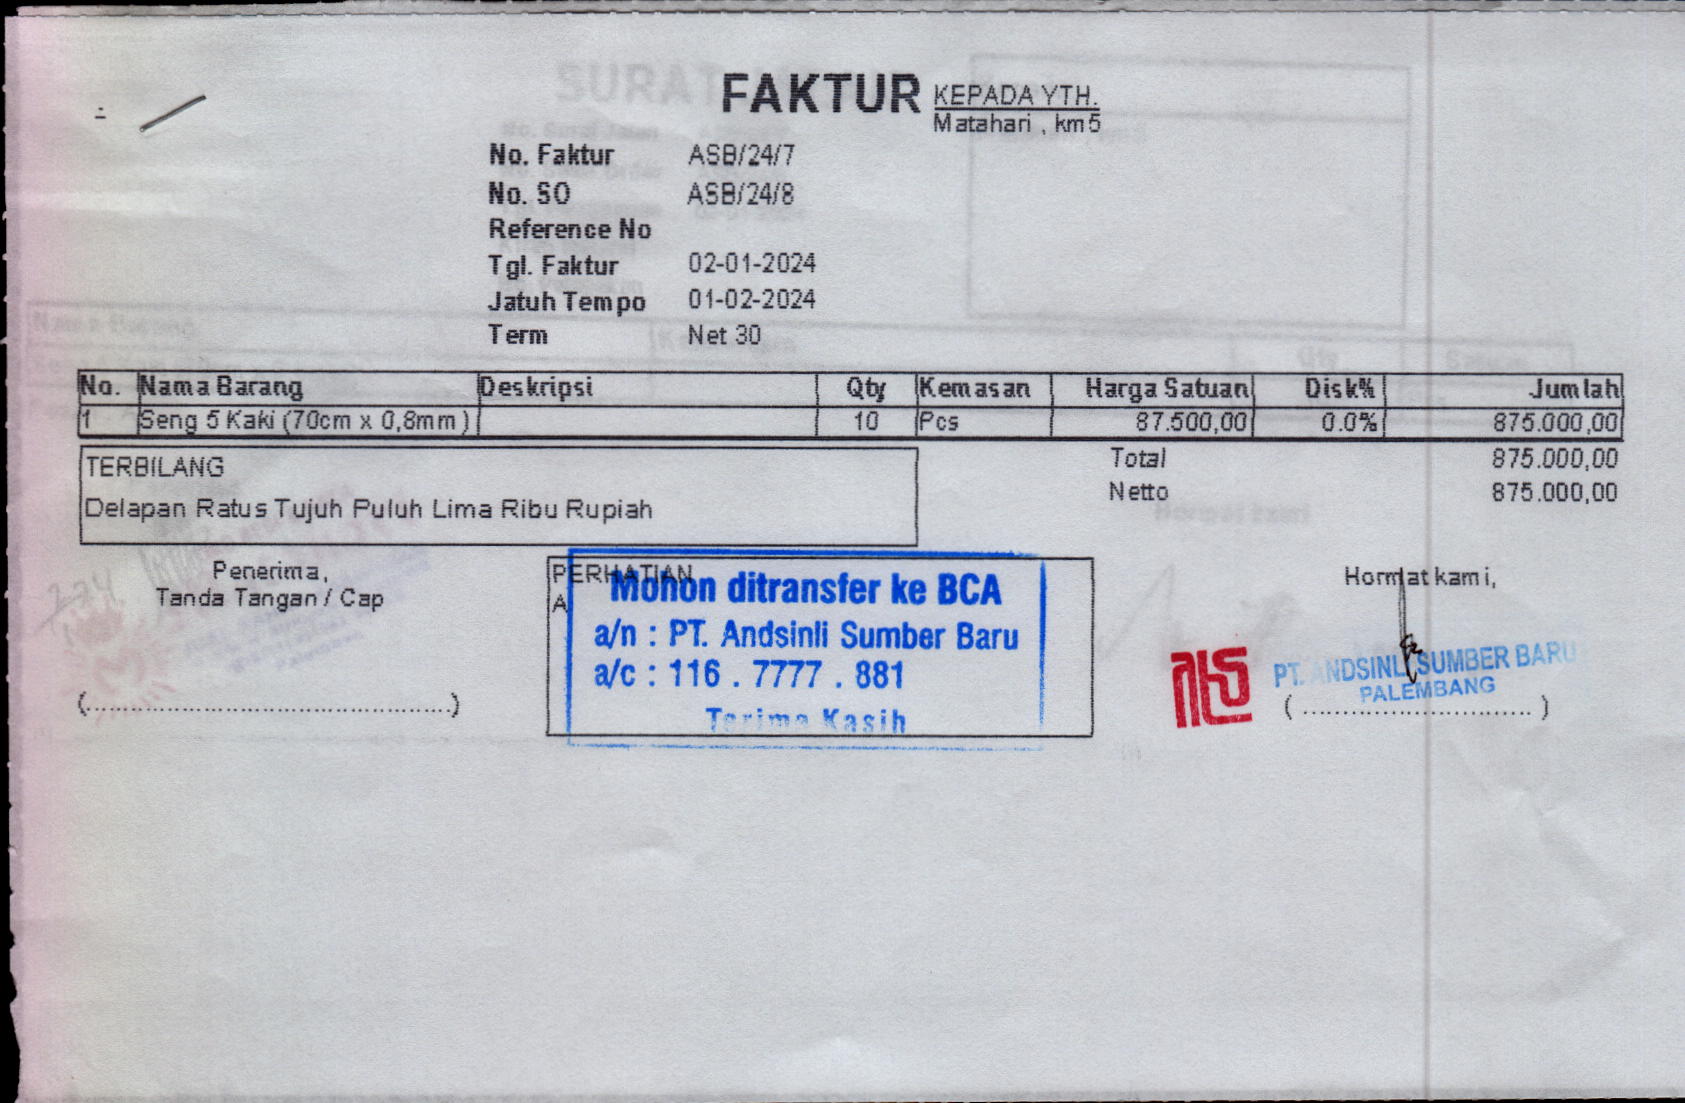 FAKTUR
KEPADA YTH.
Matahari , km5
No. Faktur ASB/24/7
No. SO ASB/24/8
Reference No
Tgl. Faktur 02-01-2024
Jatuh Tempo 01-02-2024
Term Net 30
No. Nama Barang Deskripsi Qty Kemasan Harga Satuan Disk% Jumlah
1 Seng 5 Kaki (70cm x 0,8mm) 10 Pcs 87.500,00 0.0% 875.000,00
TERBILANG
Delapan Ratus Tujuh Puluh Lima Ribu Rupiah
Total 875.000,00
Netto 875.000,00
Penerima,
Tanda Tangan / Cap
(..................................................)
PERHATIAN
A
Mohon ditransfer ke BCA
a/n : PT. Andsinli Sumber Baru
a/c : 116 . 7777 . 881
Terima Kasih
Hormat kami,
PT. ANDSINLI SUMBER BARU
PALEMBANG
( ................................ )